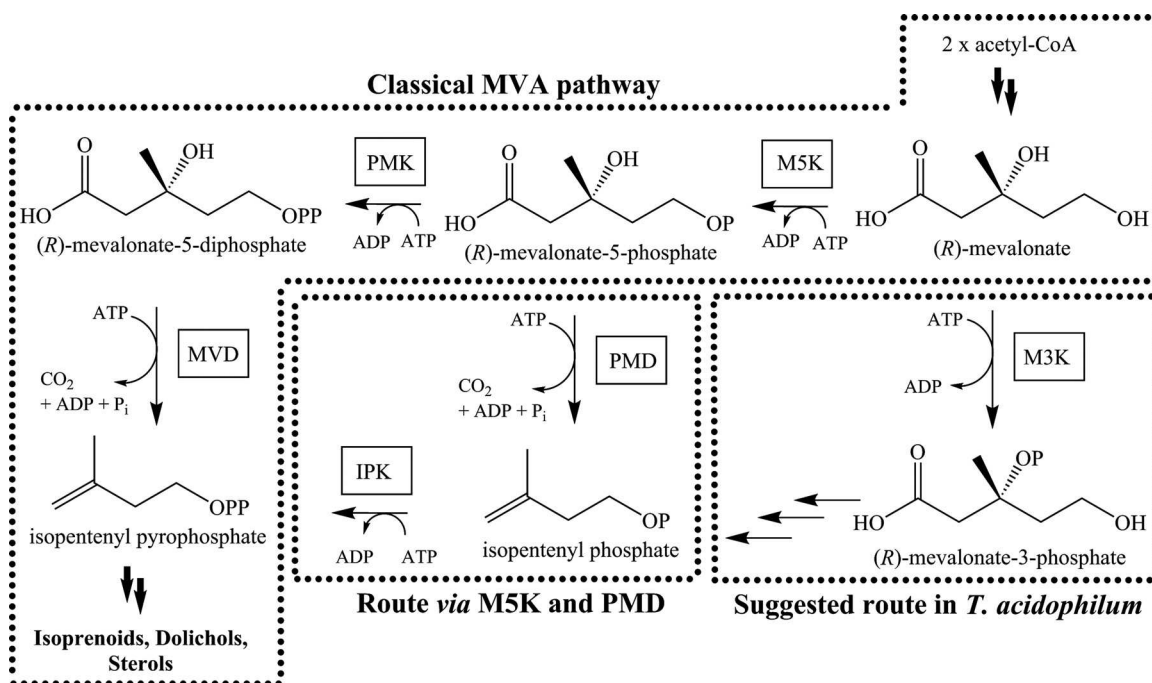 2 x acetyl-CoA
Classical MVA pathway
O
OH
HO
OPP
(R)-mevalonate-5-diphosphate
PMK
ADP
ATP
O
OH
HO
OP
(R)-mevalonate-5-phosphate
M5K
ADP
ATP
O
OH
HO
OH
(R)-mevalonate
ATP
MVD
CO2
+ ADP + Pi
OPP
isopentenyl pyrophosphate
Isoprenoids, Dolichols,
Sterols
ATP
PMD
CO2
+ ADP + Pi
IPK
ADP
ATP
OP
isopentenyl phosphate
Route via M5K and PMD
ATP
M3K
ADP
O
OP
HO
OH
(R)-mevalonate-3-phosphate
Suggested route in T. acidophilum